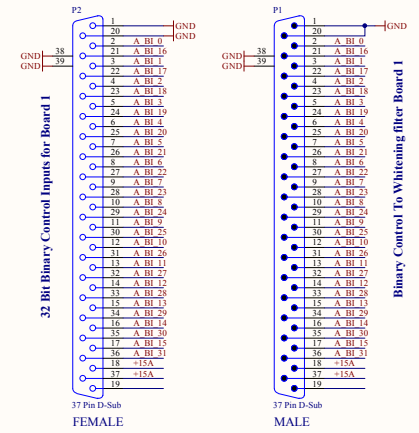 P2
1 GND
20 GND
2 A BI 0
21 A BI 16
3 A BI 1
22 A BI 17
4 A BI 2
23 A BI 18
5 A BI 3
24 A BI 19
6 A BI 4
25 A BI 20
7 A BI 5
26 A BI 21
8 A BI 6
27 A BI 22
9 A BI 7
28 A BI 23
10 A BI 8
29 A BI 24
11 A BI 9
30 A BI 25
12 A BI 10
31 A BI 26
13 A BI 11
32 A BI 27
14 A BI 12
33 A BI 28
15 A BI 13
34 A BI 29
16 A BI 14
35 A BI 30
17 A BI 15
36 A BI 31
18 +15A
37 +15A
19
GND 38
GND 39
32 Bit Binary Control Inputs for Board 1
37 Pin D-Sub
FEMALE
P1
1 GND
20
2 A BI 0
21 A BI 16
3 A BI 1
22 A BI 17
4 A BI 2
23 A BI 18
5 A BI 3
24 A BI 19
6 A BI 4
25 A BI 20
7 A BI 5
26 A BI 21
8 A BI 6
27 A BI 22
9 A BI 7
28 A BI 23
10 A BI 8
29 A BI 24
11 A BI 9
30 A BI 25
12 A BI 10
31 A BI 26
13 A BI 11
32 A BI 27
14 A BI 12
33 A BI 28
15 A BI 13
34 A BI 29
16 A BI 14
35 A BI 30
17 A BI 15
36 A BI 31
18 +15A
37 +15A
19
GND 38
GND 39
Binary Control To Whitening filter Board 1
37 Pin D-Sub
MALE